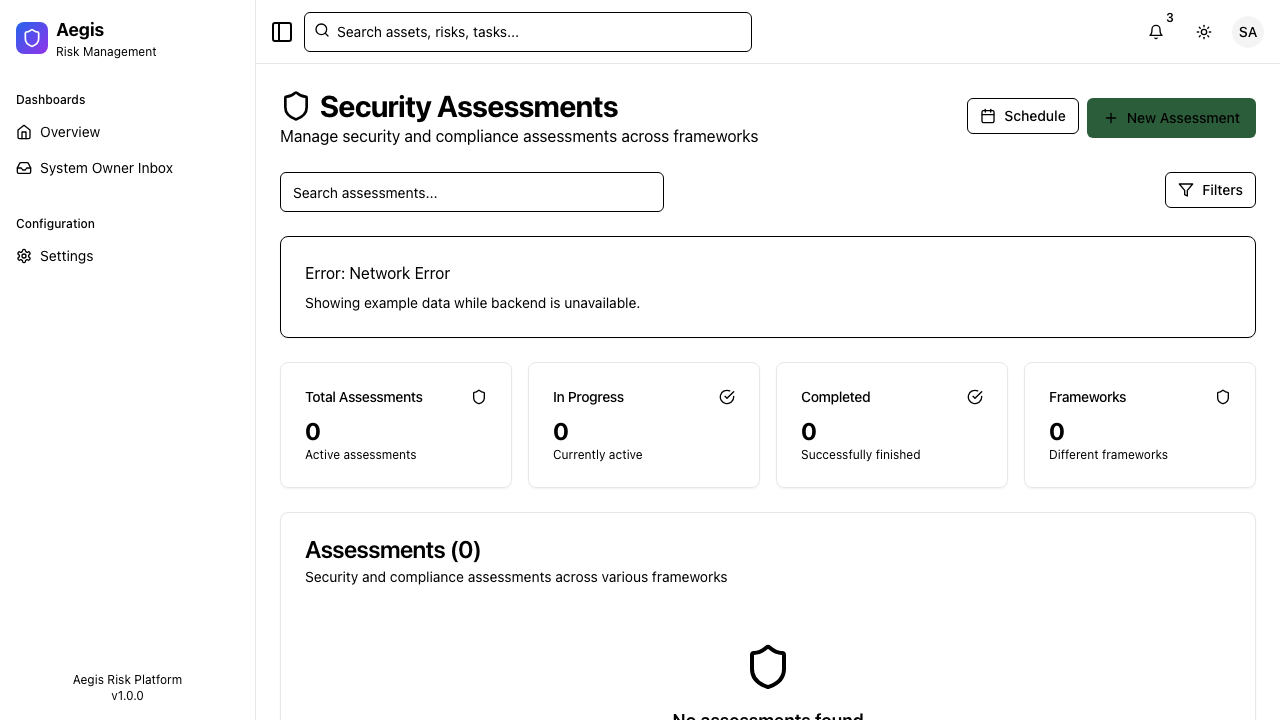 Aegis
Risk Management
Dashboards
Overview
System Owner Inbox
Configuration
Settings
Aegis Risk Platform
v1.0.0
Search assets, risks, tasks...
3
SA
Security Assessments
Manage security and compliance assessments across frameworks
Schedule
New Assessment
Search assessments...
Filters
Error: Network Error
Showing example data while backend is unavailable.
Total Assessments
0
Active assessments
In Progress
0
Currently active
Completed
0
Successfully finished
Frameworks
0
Different frameworks
Assessments (0)
Security and compliance assessments across various frameworks
No assessments found